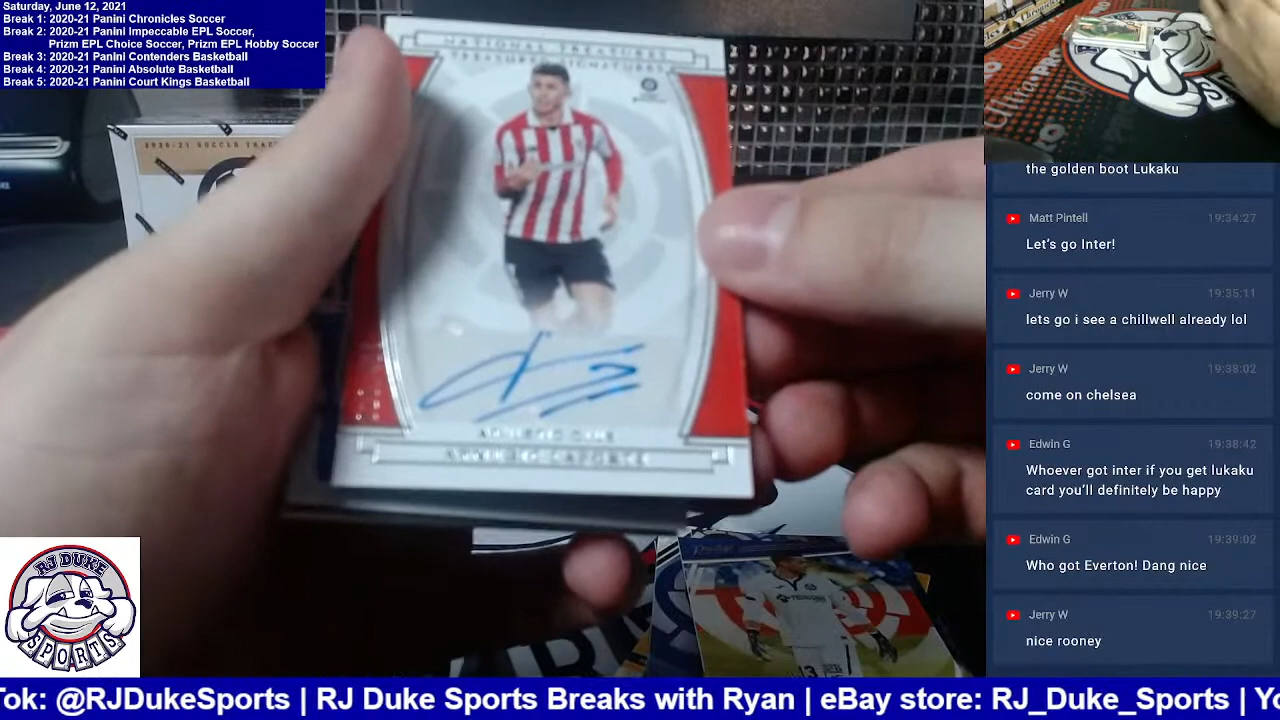 Saturday, June 12, 2021
Break 1: 2020-21 Panini Chronicles Soccer
Break 2: 2020-21 Panini Impeccable EPL Soccer,
Prizm EPL Choice Soccer, Prizm EPL Hobby Soccer
Break 3: 2020-21 Panini Contenders Basketball
Break 4: 2020-21 Panini Absolute Basketball
Break 5: 2020-21 Panini Court Kings Basketball
NATIONAL TREASURES
TREASURED SIGNATURES
2020-21 SOCCER
the golden boot Lukaku
Matt Pintell 19:34:27
Let's go Inter!
Jerry W 19:35:11
lets go i see a chillwell already lol
Jerry W 19:38:02
come on chelsea
Edwin G 19:38:42
Whoever got inter if you get lukaku
card you'll definitely be happy
Edwin G 19:39:02
Who got Everton! Dang nice
Jerry W 19:39:27
nice rooney
RJ DUKE
SPORTS
Tok: @RJDukeSports | RJ Duke Sports Breaks with Ryan | eBay store: RJ_Duke_Sports | Yo